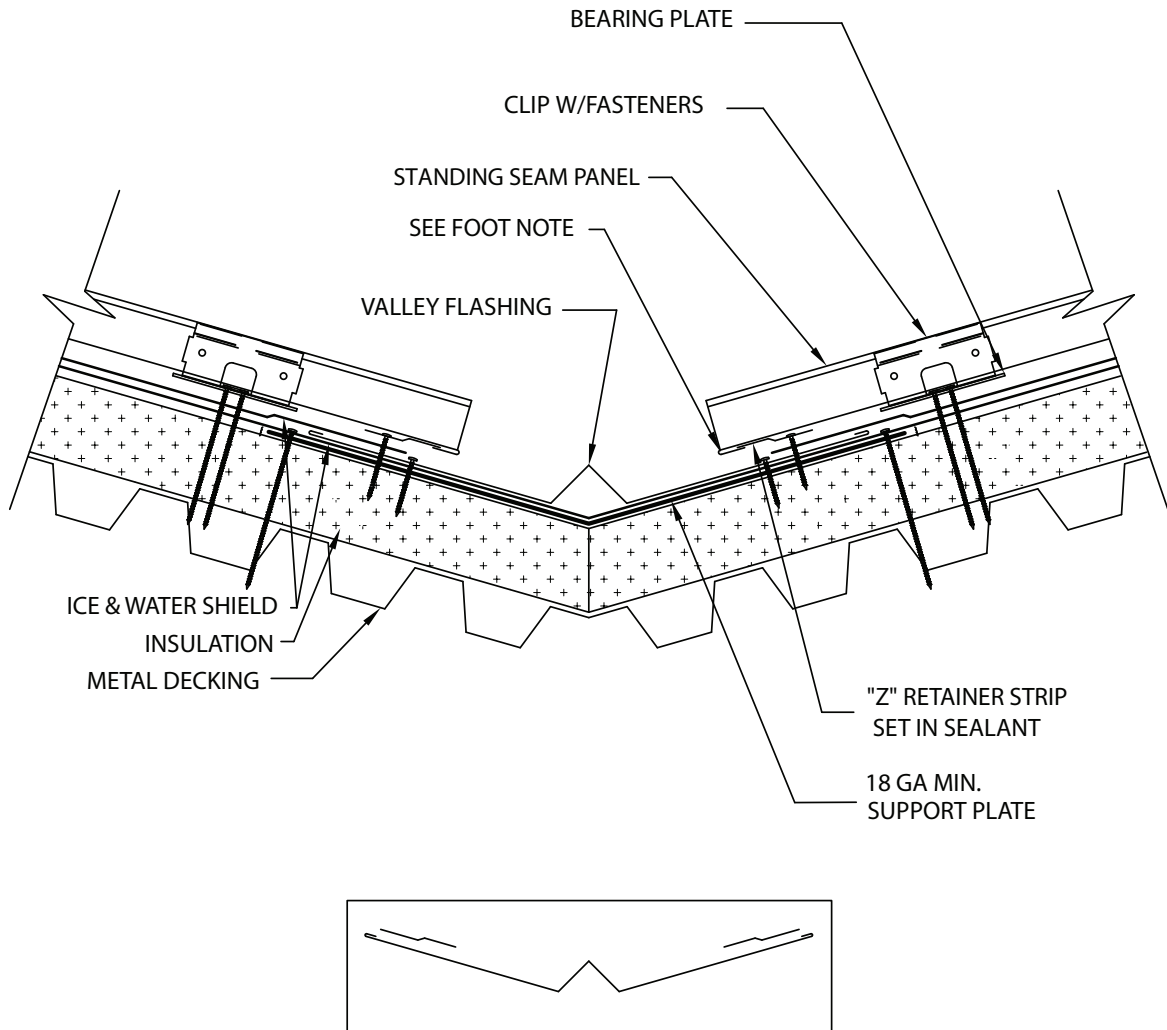 BEARING PLATE
CLIP W/FASTENERS
STANDING SEAM PANEL
SEE FOOT NOTE
VALLEY FLASHING
ICE & WATER SHIELD
INSULATION
METAL DECKING
"Z" RETAINER STRIP
SET IN SEALANT
18 GA MIN.
SUPPORT PLATE